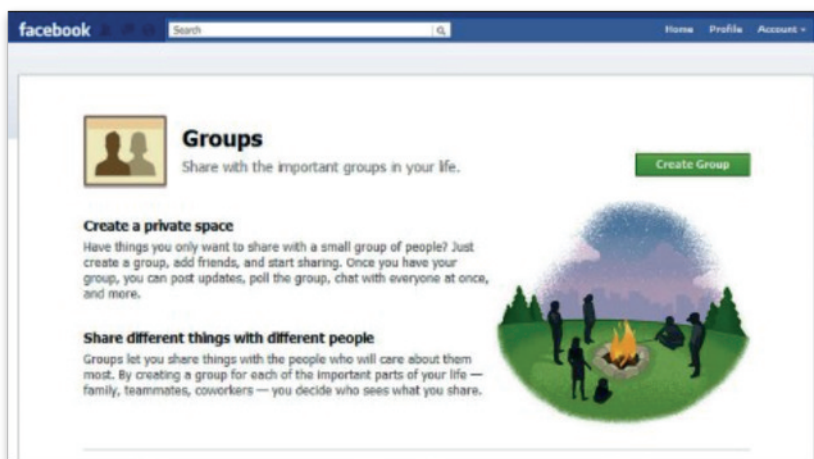 facebook Search Home Profile Account
Groups
Share with the important groups in your life.
Create Group
Create a private space
Have things you only want to share with a small group of people? Just
create a group, add friends, and start sharing. Once you have your
group, you can post updates, poll the group, chat with everyone at once,
and more.
Share different things with different people
Groups let you share things with the people who will care about them
most. By creating a group for each of the important parts of your life —
family, teammates, coworkers — you decide who sees what you share.